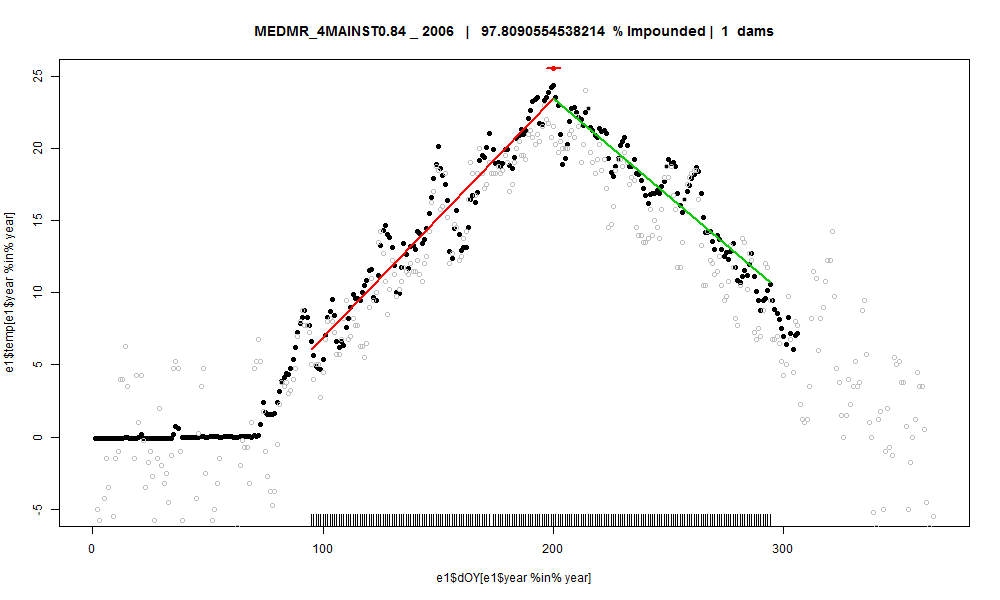 MEDMR_4MAINST0.84 _ 2006 | 97.8090554538214 % Impounded | 1 dams
e1$temp[e1$year %in% year]
25
20
15
10
5
0
-5
0 100 200 300
e1$dOY[e1$year %in% year]